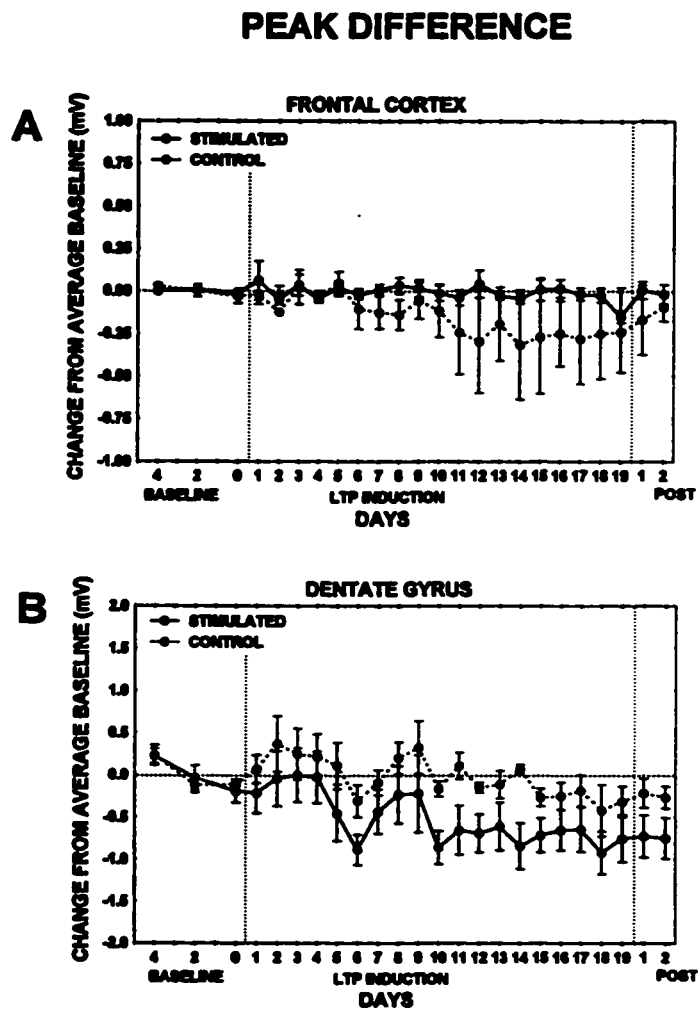 PEAK DIFFERENCE
A
FRONTAL CORTEX
CHANGE FROM AVERAGE BASELINE (mV)
1.00
0.75
0.50
0.25
0.00
-0.25
-0.50
-0.75
-1.00
STIMULATED
CONTROL
4 2 0 1 2 3 4 5 6 7 8 9 10 11 12 13 14 15 16 17 18 19 1 2
BASELINE LTP INDUCTION POST
DAYS
B
DENTATE GYRUS
CHANGE FROM AVERAGE BASELINE (mV)
2.0
1.5
1.0
0.5
0.0
-0.5
-1.0
-1.5
-2.0
STIMULATED
CONTROL
4 2 0 1 2 3 4 5 6 7 8 9 10 11 12 13 14 15 16 17 18 19 1 2
BASELINE LTP INDUCTION POST
DAYS